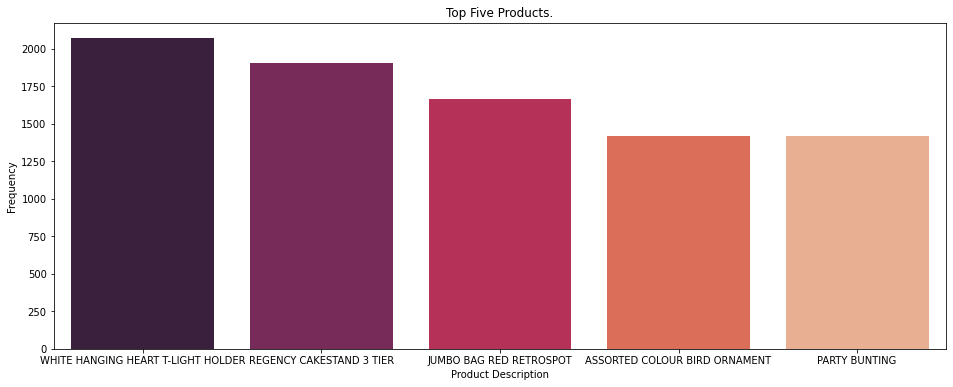 Top Five Products.
Frequency
2000
1750
1500
1250
1000
750
500
250
0
WHITE HANGING HEART T-LIGHT HOLDER REGENCY CAKESTAND 3 TIER JUMBO BAG RED RETROSPOT ASSORTED COLOUR BIRD ORNAMENT PARTY BUNTING
Product Description